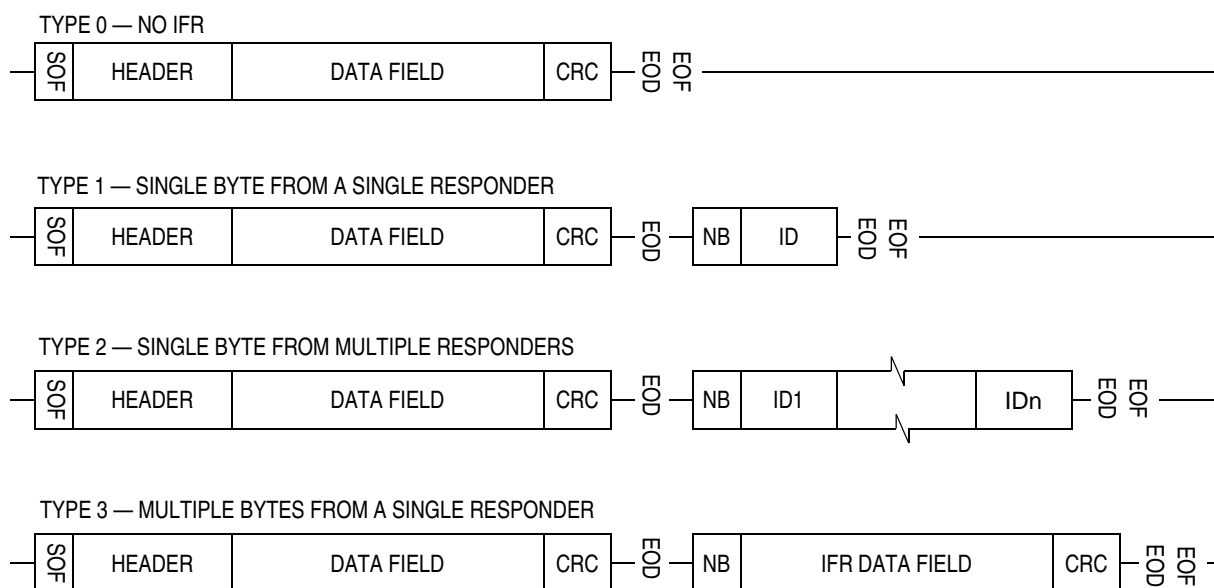 TYPE 0 — NO IFR
SOF HEADER DATA FIELD CRC EOD EOF
TYPE 1 — SINGLE BYTE FROM A SINGLE RESPONDER
SOF HEADER DATA FIELD CRC EOD NB ID EOD EOF
TYPE 2 — SINGLE BYTE FROM MULTIPLE RESPONDERS
SOF HEADER DATA FIELD CRC EOD NB ID1 IDn EOD EOF
TYPE 3 — MULTIPLE BYTES FROM A SINGLE RESPONDER
SOF HEADER DATA FIELD CRC EOD NB IFR DATA FIELD CRC EOD EOF